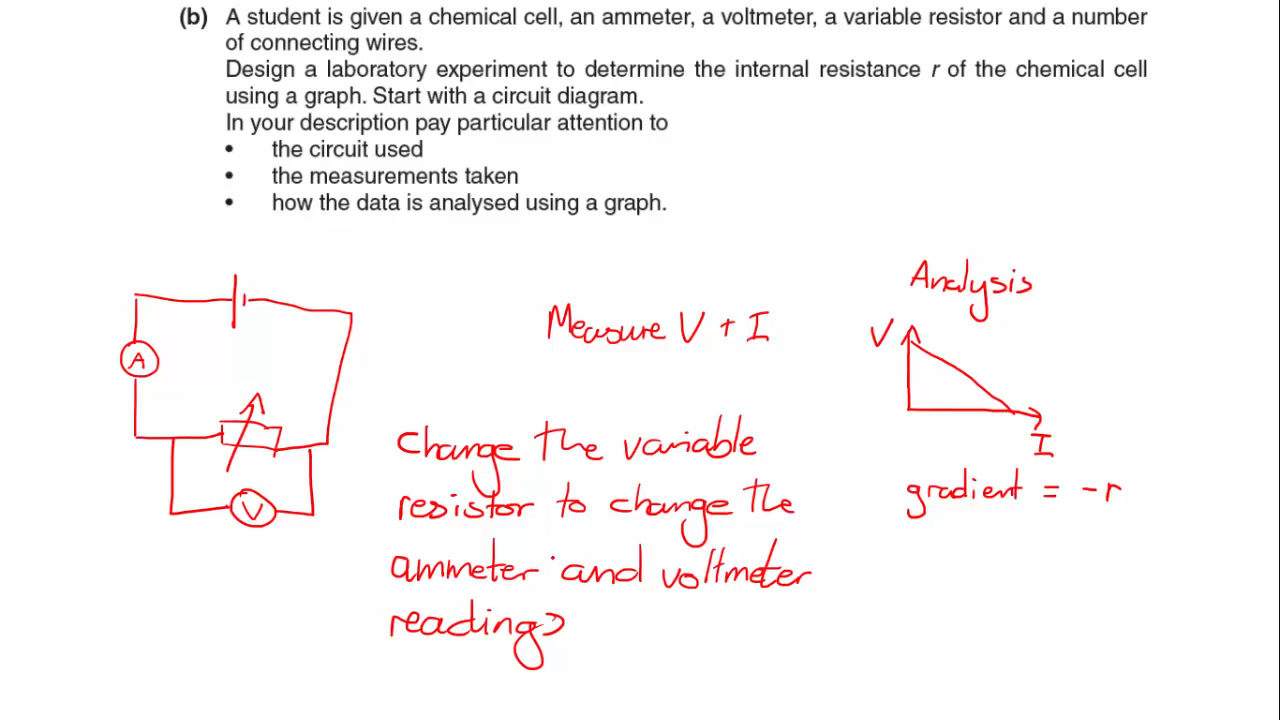 (b) A student is given a chemical cell, an ammeter, a voltmeter, a variable resistor and a number
of connecting wires.
Design a laboratory experiment to determine the internal resistance r of the chemical cell
using a graph. Start with a circuit diagram.
In your description pay particular attention to
• the circuit used
• the measurements taken
• how the data is analysed using a graph.
A
V
Measure V + I
change the variable
resistor to change the
ammeter and voltmeter
readings
Analysis
V
I
gradient = -r